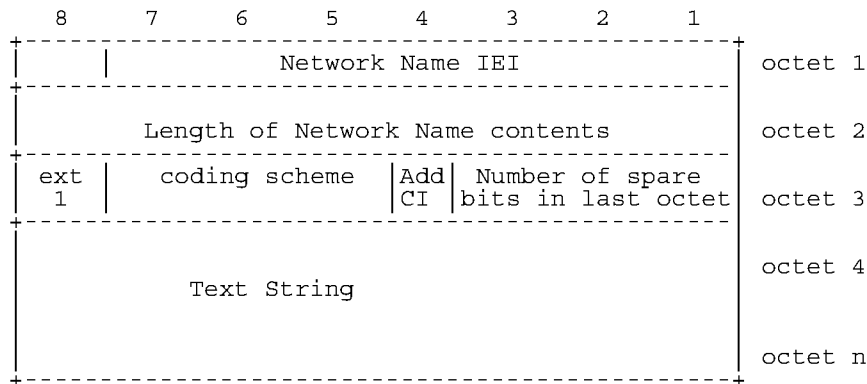 8 7 6 5 4 3 2 1
Network Name IEI octet 1
Length of Network Name contents octet 2
ext coding scheme Add Number of spare
1 CI bits in last octet octet 3
octet 4
Text String
octet n